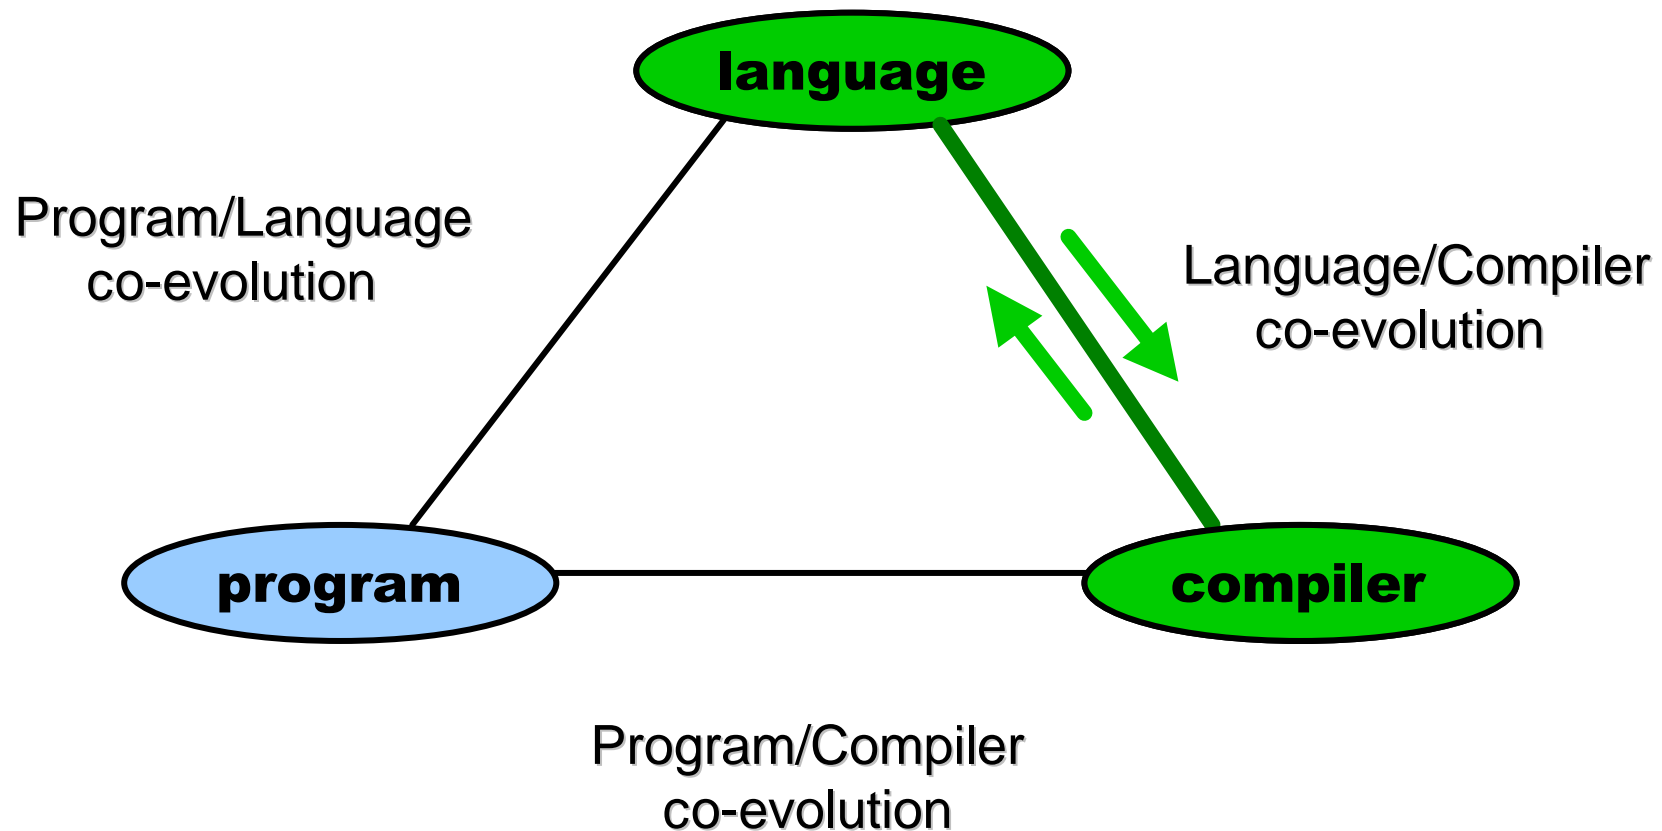 language
Program/Language
co-evolution
Language/Compiler
co-evolution
program
compiler
Program/Compiler
co-evolution